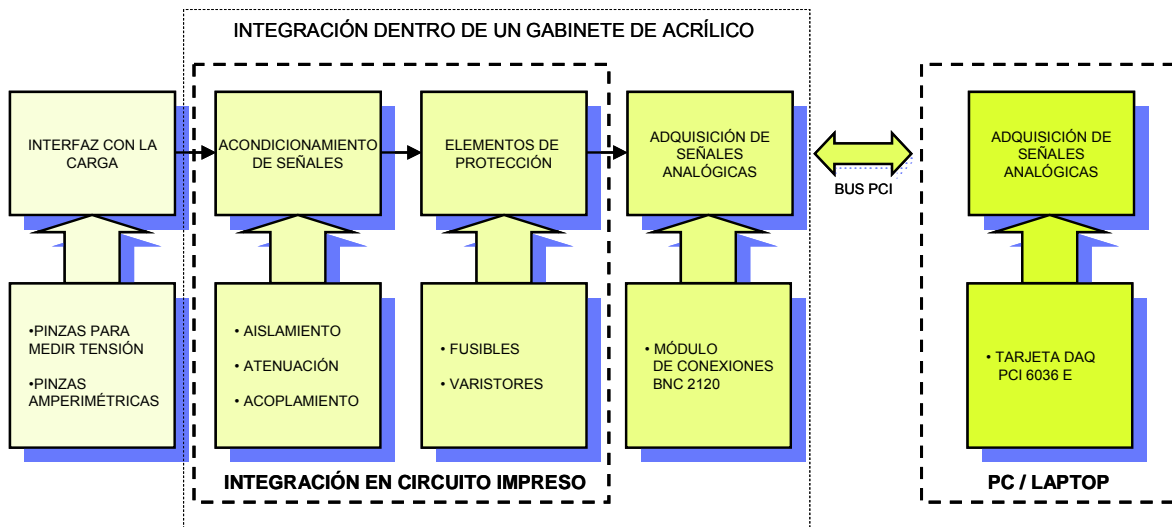 INTEGRACIÓN DENTRO DE UN GABINETE DE ACRÍLICO
INTERFAZ CON LA
CARGA
ACONDICIONAMIENTO
DE SEÑALES
ELEMENTOS DE
PROTECCIÓN
ADQUISICIÓN DE
SEÑALES
ANALÓGICAS
BUS PCI
ADQUISICIÓN DE
SEÑALES
ANALÓGICAS
•PINZAS PARA
MEDIR TENSIÓN
•PINZAS
AMPERIMÉTRICAS
• AISLAMIENTO
• ATENUACIÓN
• ACOPLAMIENTO
• FUSIBLES
• VARISTORES
• MÓDULO
DE CONEXIONES
BNC 2120
• TARJETA DAQ
PCI 6036 E
INTEGRACIÓN EN CIRCUITO IMPRESO
PC / LAPTOP